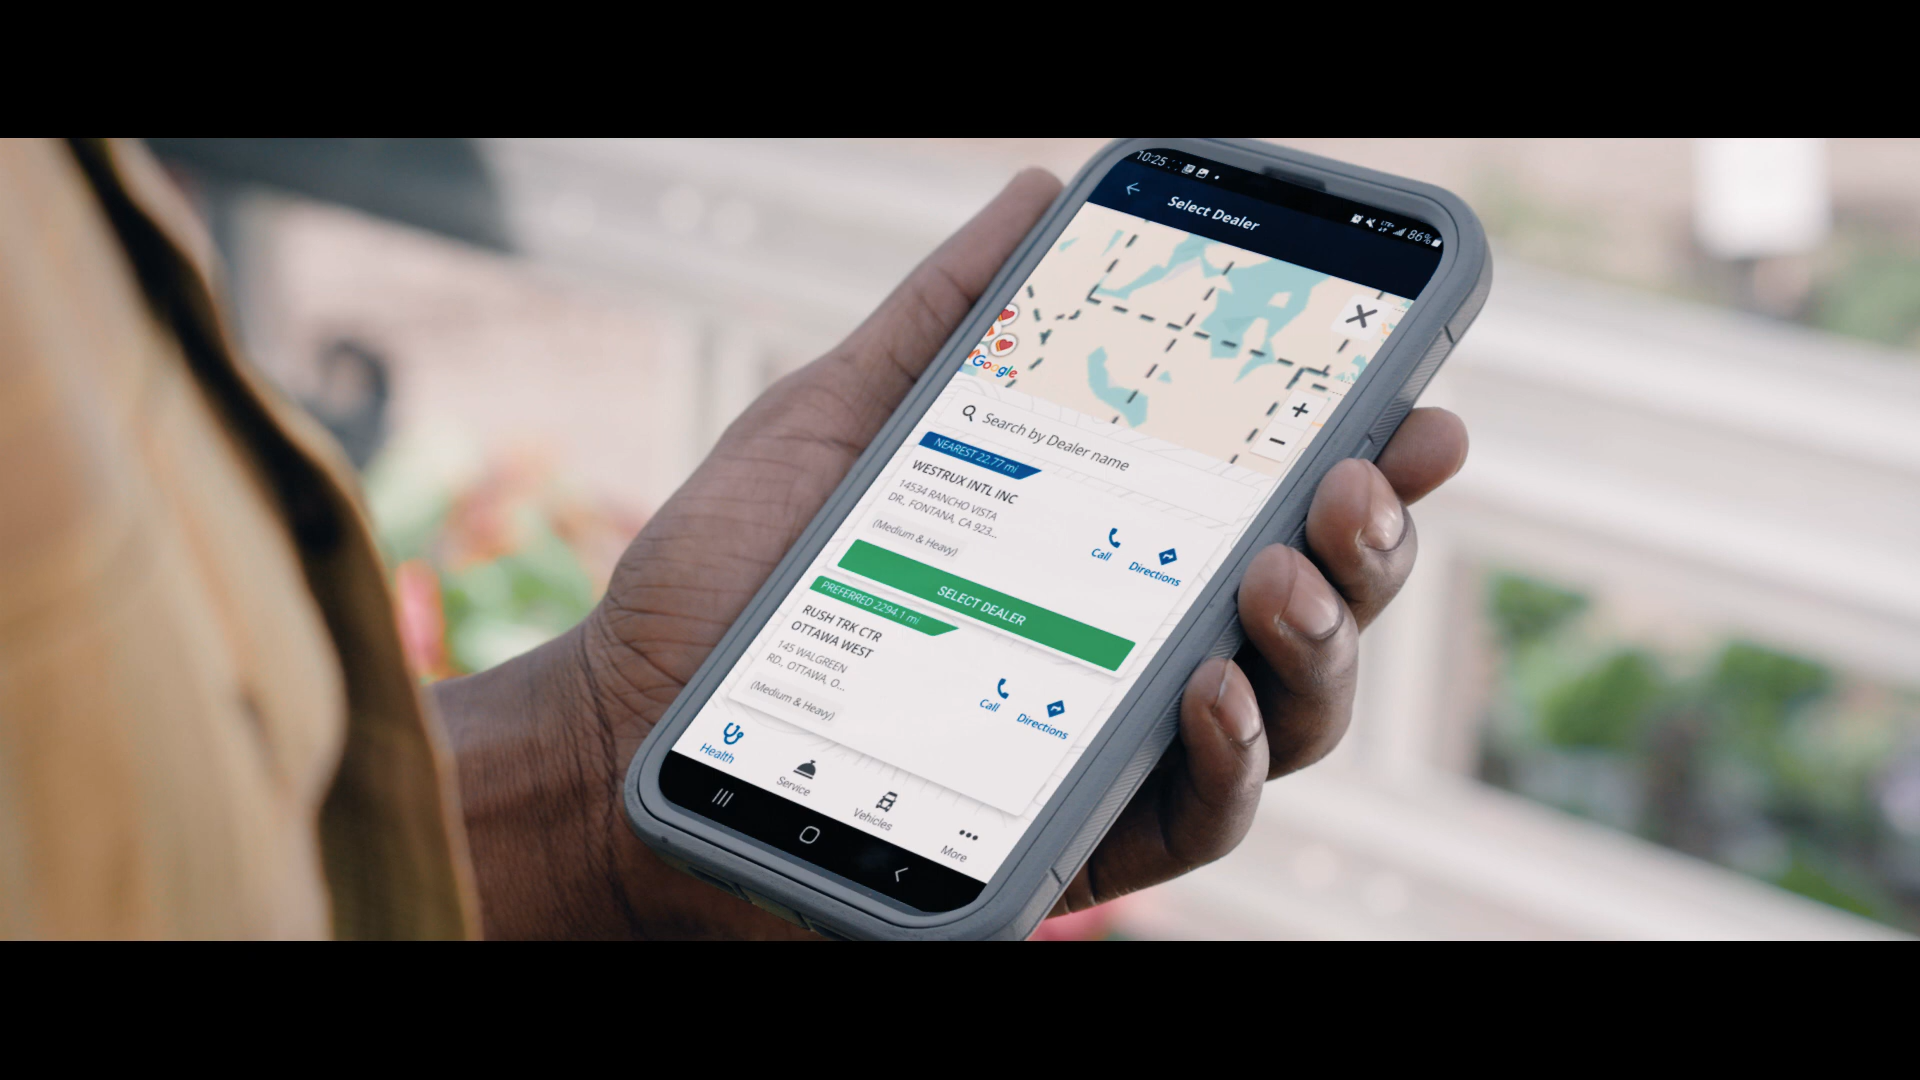 10:25
86%
Select Dealer
Google
+
−
Search by Dealer name
NEAREST 22.77 mi
WESTRUX INTL INC
14534 RANCHO VISTA
DR., FONTANA, CA 923...
(Medium & Heavy)
Call
Directions
SELECT DEALER
PREFERRED 2294.1 mi
RUSH TRK CTR
OTTAWA WEST
145 WALGREEN
RD., OTTAWA, O...
(Medium & Heavy)
Call
Directions
Health
Service
Vehicles
More